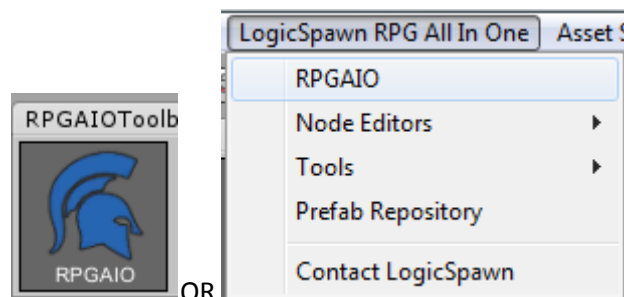 LogicSpawn RPG All In One Asset
RPGAIO
Node Editors
Tools
Prefab Repository
Contact LogicSpawn
RPGAIOToolb
RPGAIO
OR